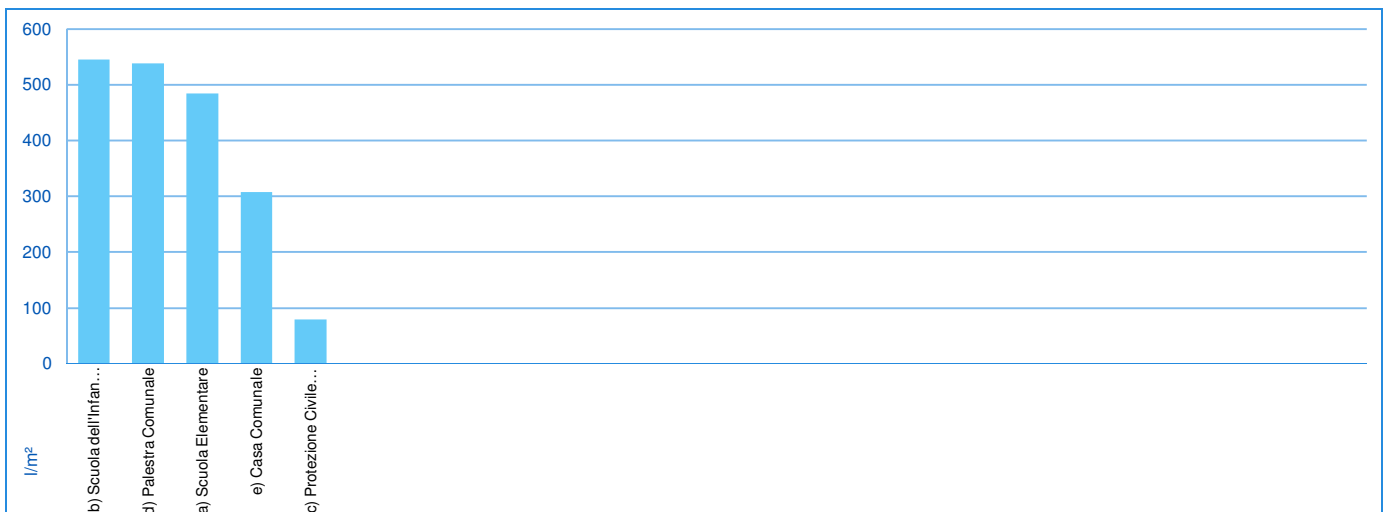 600
500
400
300
200
100
0
l/m²
b) Scuola dell'Infan...
d) Palestra Comunale
a) Scuola Elementare
e) Casa Comunale
c) Protezione Civile...